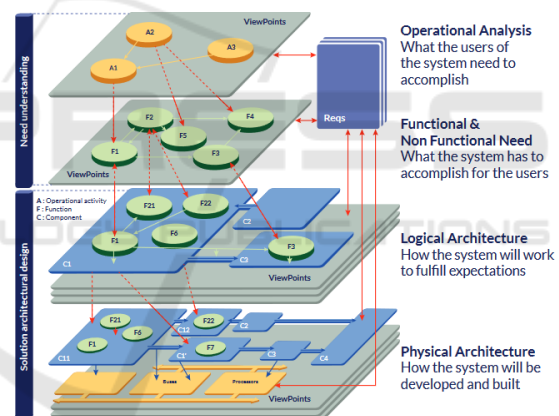 ViewPoints
A2
A3
A1
Operational Analysis
What the users of
the system need to
accomplish
Need understanding
Reqs
F2
F4
F5
F1
F3
ViewPoints
Functional &
Non Functional Need
What the system has to
accomplish for the users
A : Operational activity
F : Function
C : Component
F21
F22
C2
F1
F6
F3
C1
C3
ViewPoints
Logical Architecture
How the system will work
to fulfill expectations
Solution architectural design
F21
F6
F22
C12
C2
F1
F7
C11
C1'
C3
C4
Buses
Processors
ViewPoints
Physical Architecture
How the system will be
developed and built